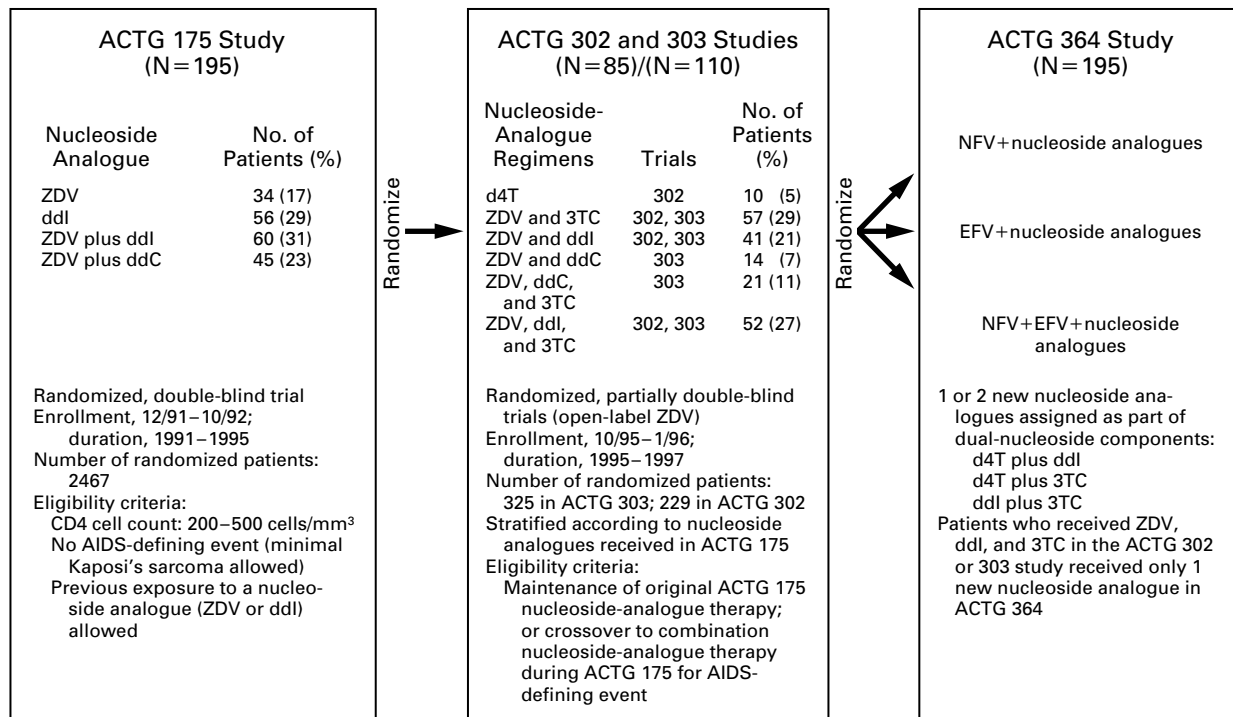 ACTG 175 Study
(N=195)
Nucleoside
Analogue
No. of
Patients (%)
ZDV 34 (17)
ddI 56 (29)
ZDV plus ddI 60 (31)
ZDV plus ddC 45 (23)
Randomized, double-blind trial
Enrollment, 12/91–10/92;
duration, 1991–1995
Number of randomized patients:
2467
Eligibility criteria:
CD4 cell count: 200–500 cells/mm³
No AIDS-defining event (minimal
Kaposi's sarcoma allowed)
Previous exposure to a nucleo-
side analogue (ZDV or ddI)
allowed
Randomize
ACTG 302 and 303 Studies
(N=85)/(N=110)
Nucleoside-
Analogue
Regimens
Trials
No. of
Patients
(%)
d4T 302 10 (5)
ZDV and 3TC 302, 303 57 (29)
ZDV and ddI 302, 303 41 (21)
ZDV and ddC 303 14 (7)
ZDV, ddC, 303 21 (11)
and 3TC
ZDV, ddI, 302, 303 52 (27)
and 3TC
Randomized, partially double-blind
trials (open-label ZDV)
Enrollment, 10/95–1/96;
duration, 1995–1997
Number of randomized patients:
325 in ACTG 303; 229 in ACTG 302
Stratified according to nucleoside
analogues received in ACTG 175
Eligibility criteria:
Maintenance of original ACTG 175
nucleoside-analogue therapy;
or crossover to combination
nucleoside-analogue therapy
during ACTG 175 for AIDS-
defining event
Randomize
ACTG 364 Study
(N=195)
NFV+nucleoside analogues
EFV+nucleoside analogues
NFV+EFV+nucleoside
analogues
1 or 2 new nucleoside ana-
logues assigned as part of
dual-nucleoside components:
d4T plus ddI
d4T plus 3TC
ddI plus 3TC
Patients who received ZDV,
ddI, and 3TC in the ACTG 302
or 303 study received only 1
new nucleoside analogue in
ACTG 364